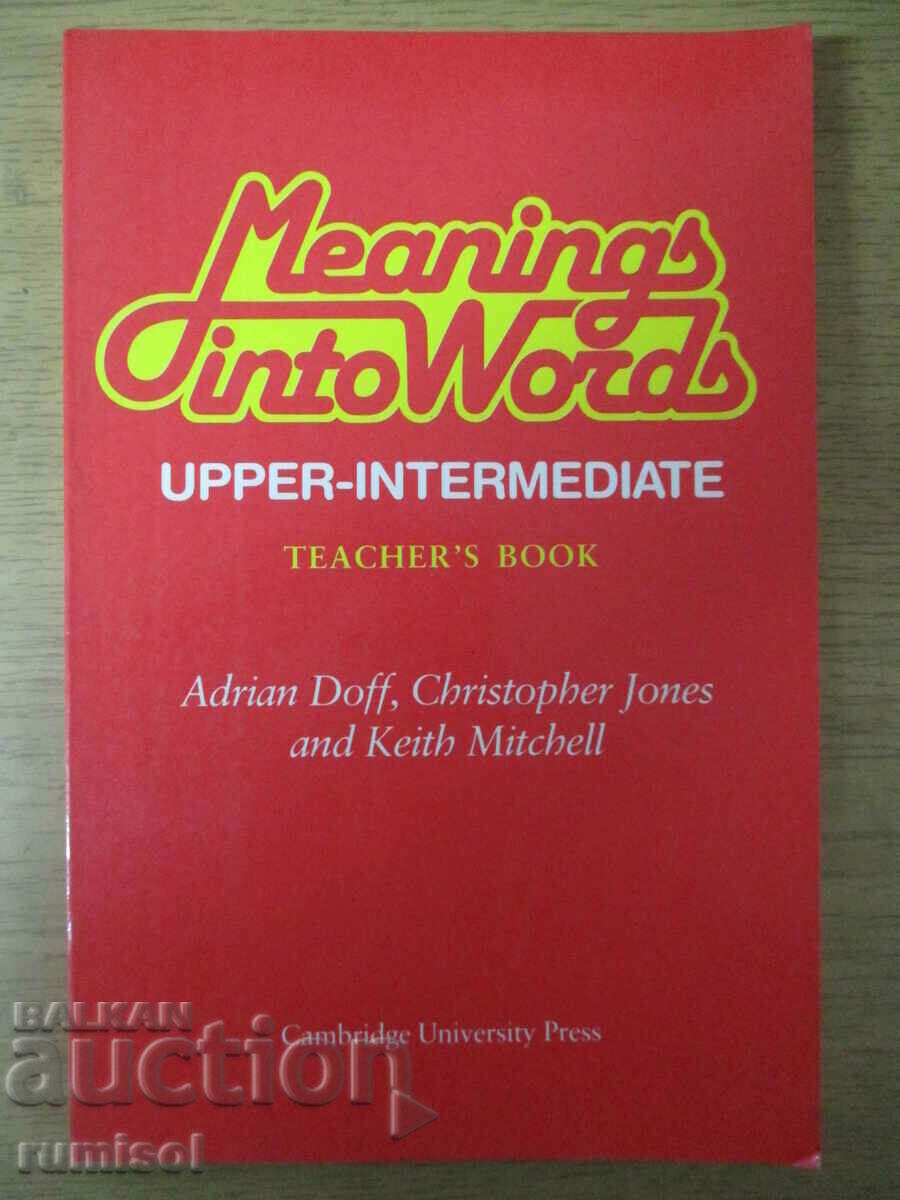 Meanings
into Words
UPPER-INTERMEDIATE
TEACHER'S BOOK
Adrian Doff, Christopher Jones
and Keith Mitchell
Cambridge University Press
BALKAN
auction
rumisol